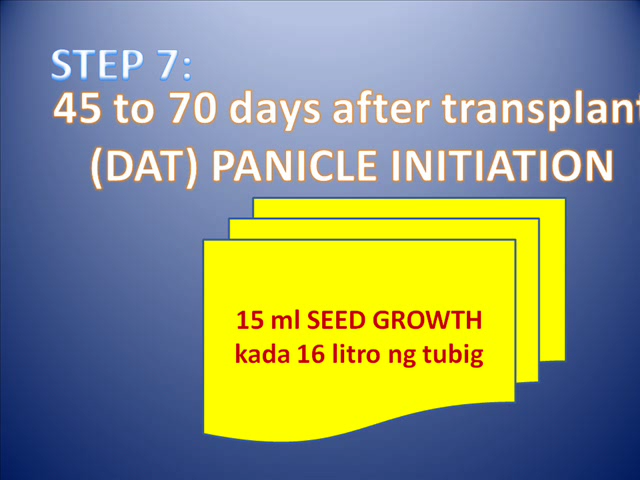 STEP 7:
45 to 70 days after transplant
(DAT) PANICLE INITIATION
15 ml SEED GROWTH
kada 16 litro ng tubig